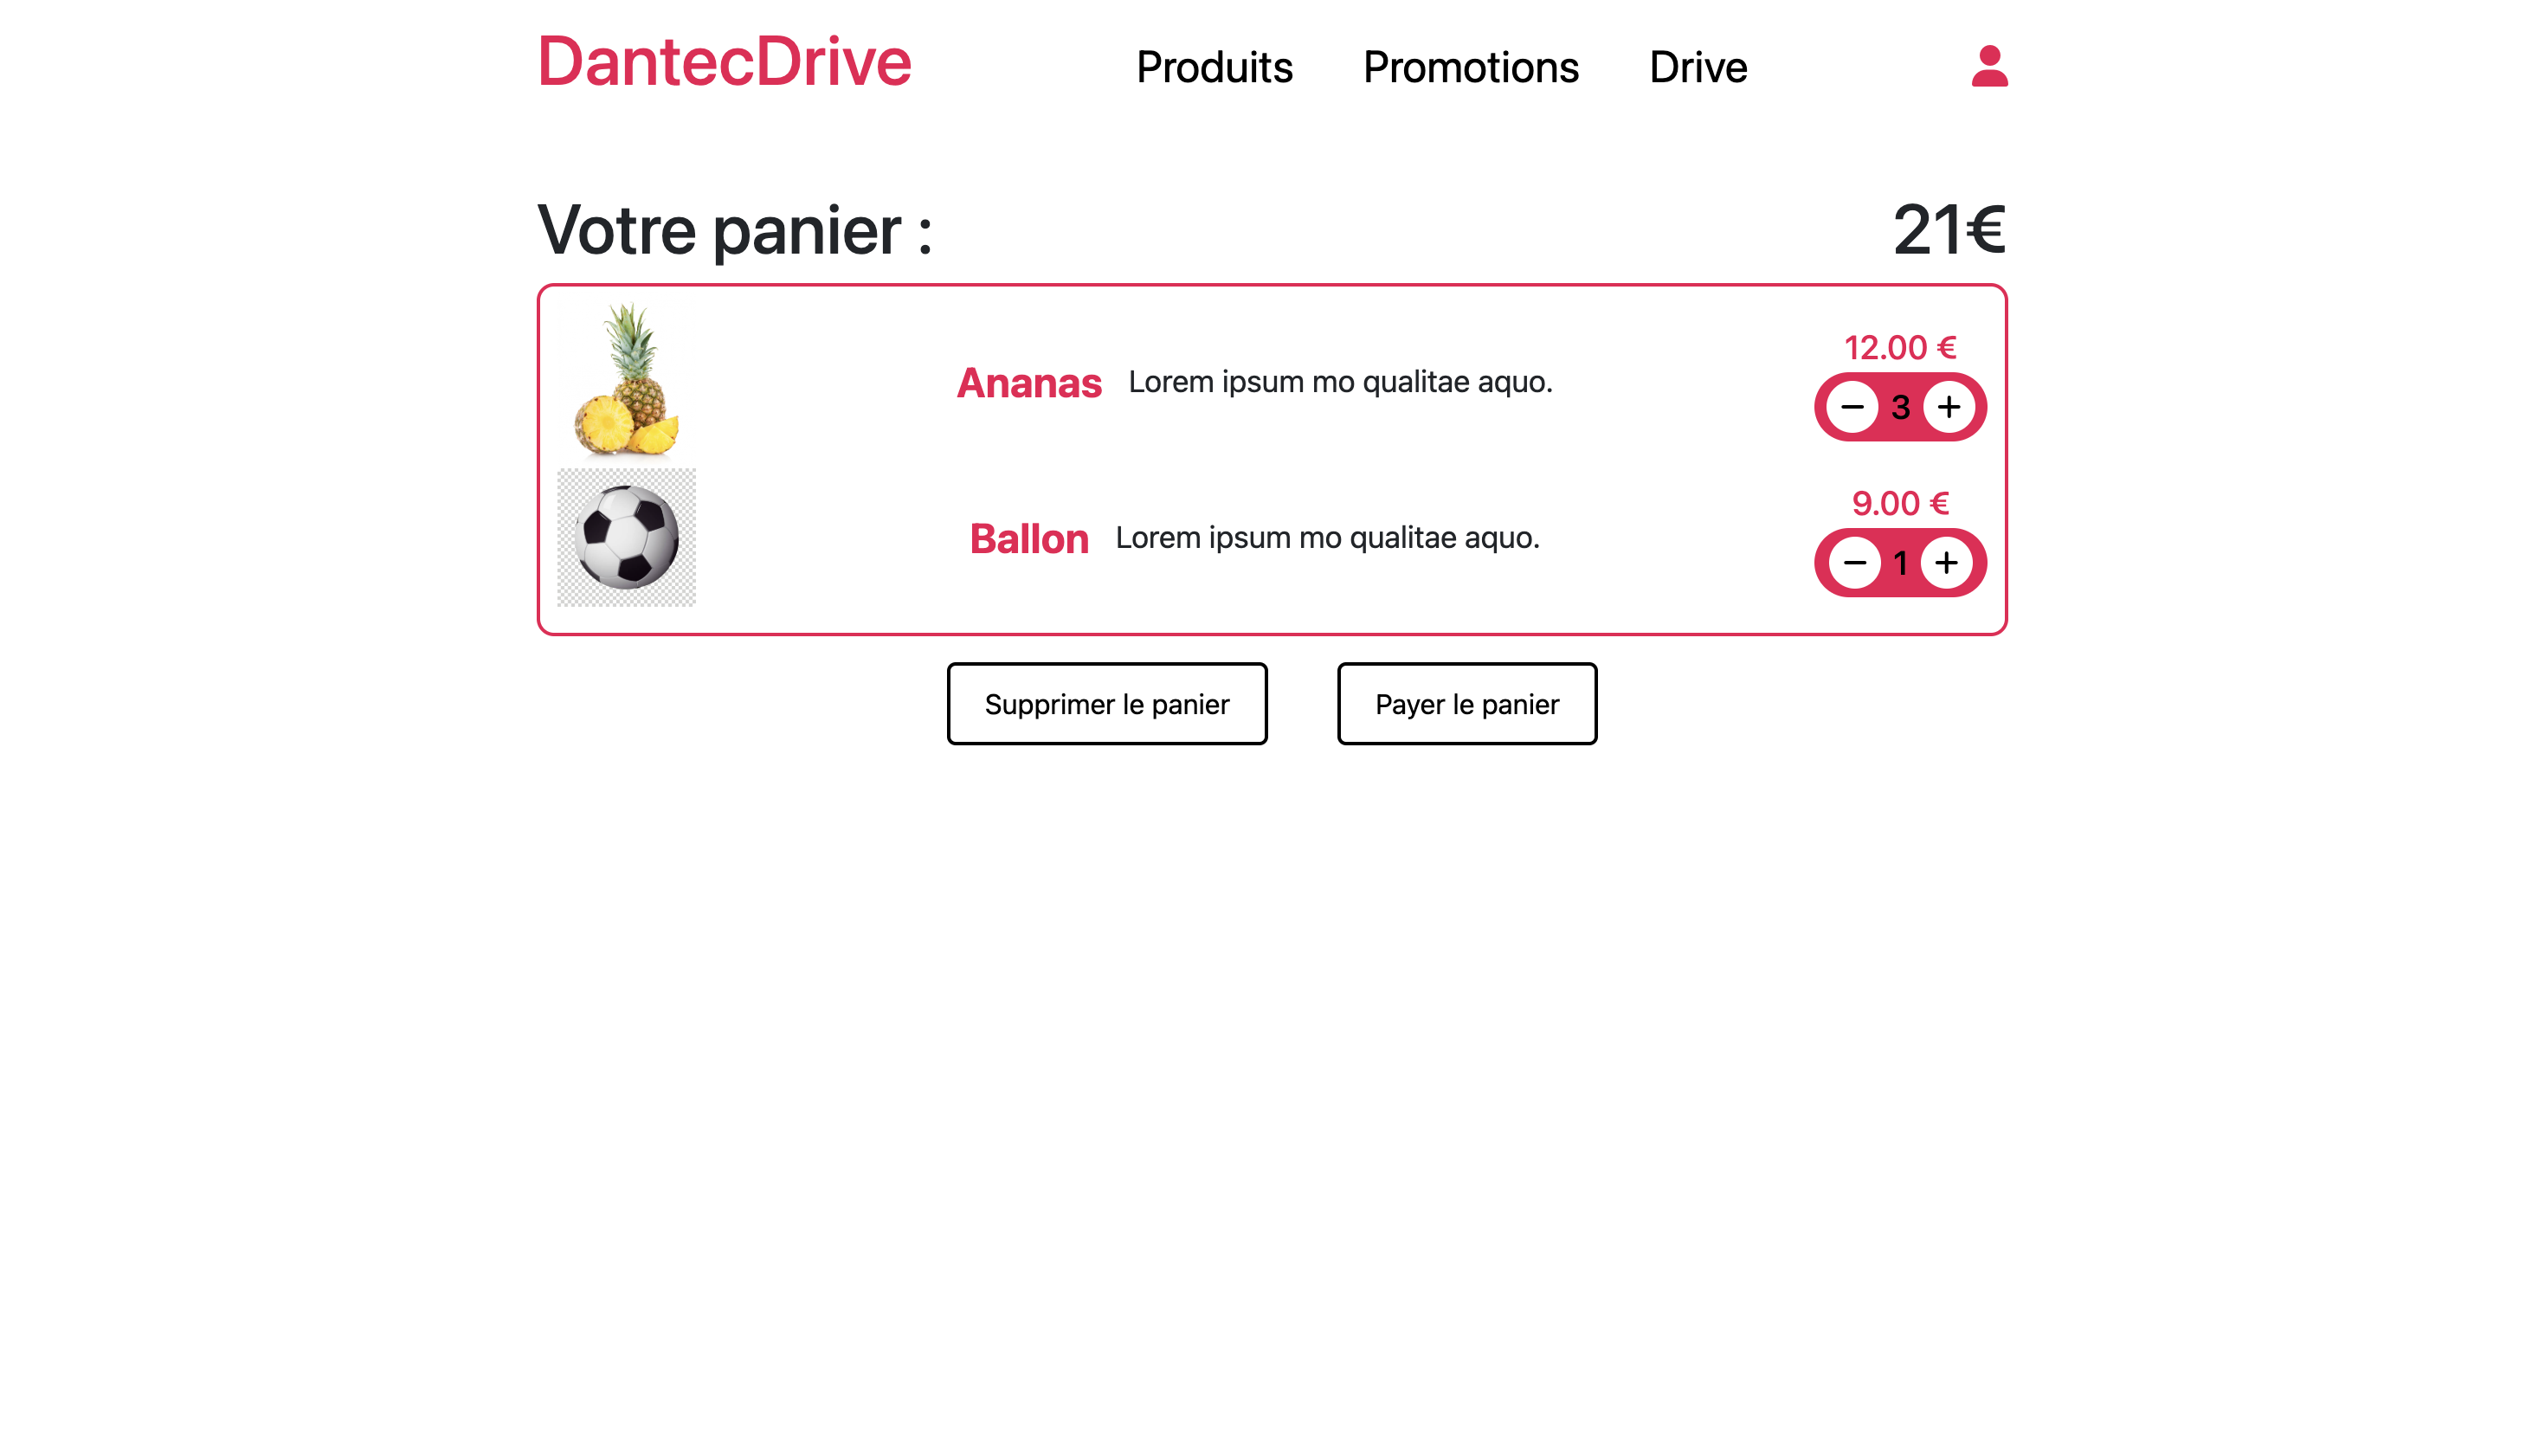 DantecDrive Produits Promotions Drive
Votre panier : 21€
12.00 €
Ananas Lorem ipsum mo qualitae aquo.
− 3 +
9.00 €
Ballon Lorem ipsum mo qualitae aquo.
− 1 +
Supprimer le panier Payer le panier